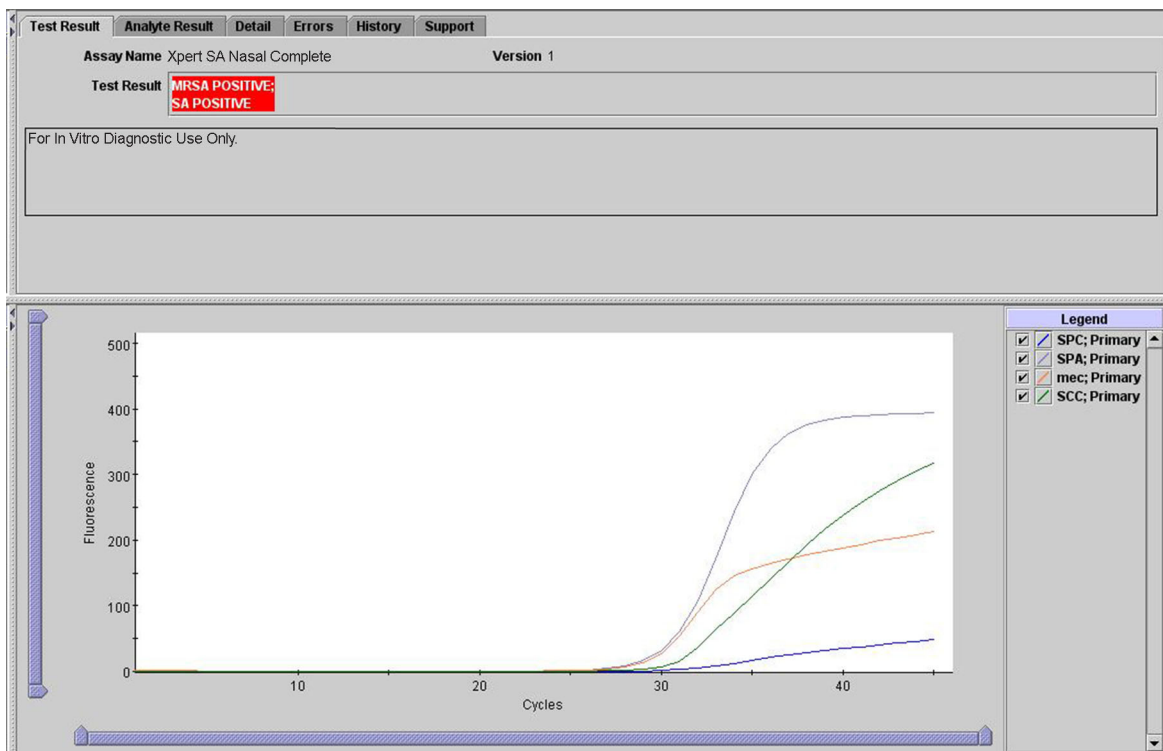 Test Result Analyte Result Detail Errors History Support
Assay Name Xpert SA Nasal Complete Version 1
Test Result MRSA POSITIVE;
SA POSITIVE
For In Vitro Diagnostic Use Only.
Legend
SPC; Primary
SPA; Primary
mec; Primary
SCC; Primary
500
400
300
200
100
0
Fluorescence
10 20 30 40
Cycles